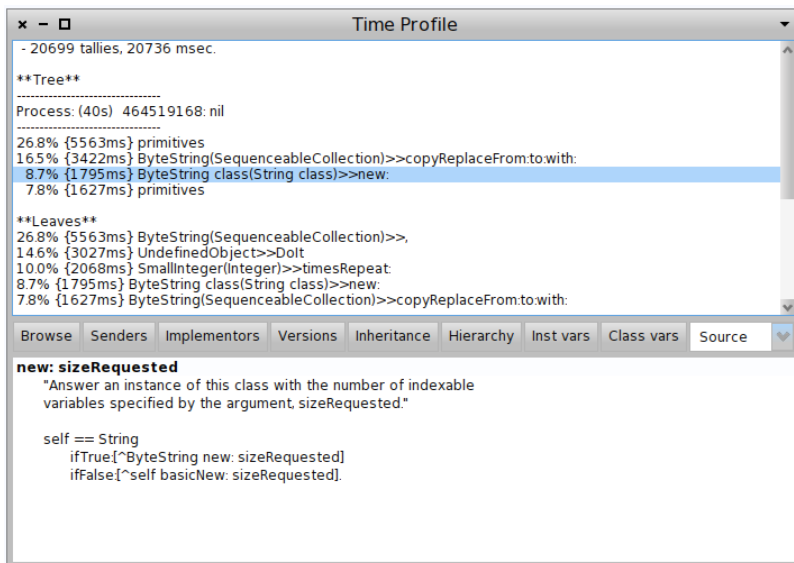 Time Profile
- 20699 tallies, 20736 msec.
**Tree**
--------------------------------
Process: (40s) 464519168: nil
--------------------------------
26.8% {5563ms} primitives
16.5% {3422ms} ByteString(SequenceableCollection)>>copyReplaceFrom:to:with:
8.7% {1795ms} ByteString class(String class)>>new:
7.8% {1627ms} primitives
**Leaves**
26.8% {5563ms} ByteString(SequenceableCollection)>>,
14.6% {3027ms} UndefinedObject>>DoIt
10.0% {2068ms} SmallInteger(Integer)>>timesRepeat:
8.7% {1795ms} ByteString class(String class)>>new:
7.8% {1627ms} ByteString(SequenceableCollection)>>copyReplaceFrom:to:with:
Browse Senders Implementors Versions Inheritance Hierarchy Inst vars Class vars Source
new: sizeRequested
"Answer an instance of this class with the number of indexable
variables specified by the argument, sizeRequested."
self == String
ifTrue:[^ByteString new: sizeRequested]
ifFalse:[^self basicNew: sizeRequested].